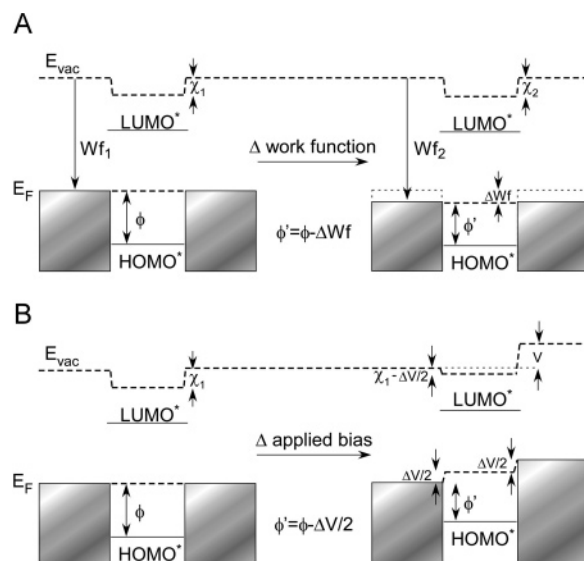 A
E_vac
χ₁
LUMO*
Wf₁
χ₂
LUMO*
Wf₂
Δ work function
E_F
ϕ
HOMO*
ϕ'=ϕ-ΔWf
ΔWf
ϕ'
HOMO*
B
E_vac
χ₁
LUMO*
χ₁-ΔV/2
V
LUMO*
Δ applied bias
E_F
ϕ
HOMO*
ϕ'=ϕ-ΔV/2
ΔV/2
ΔV/2
ϕ'
HOMO*